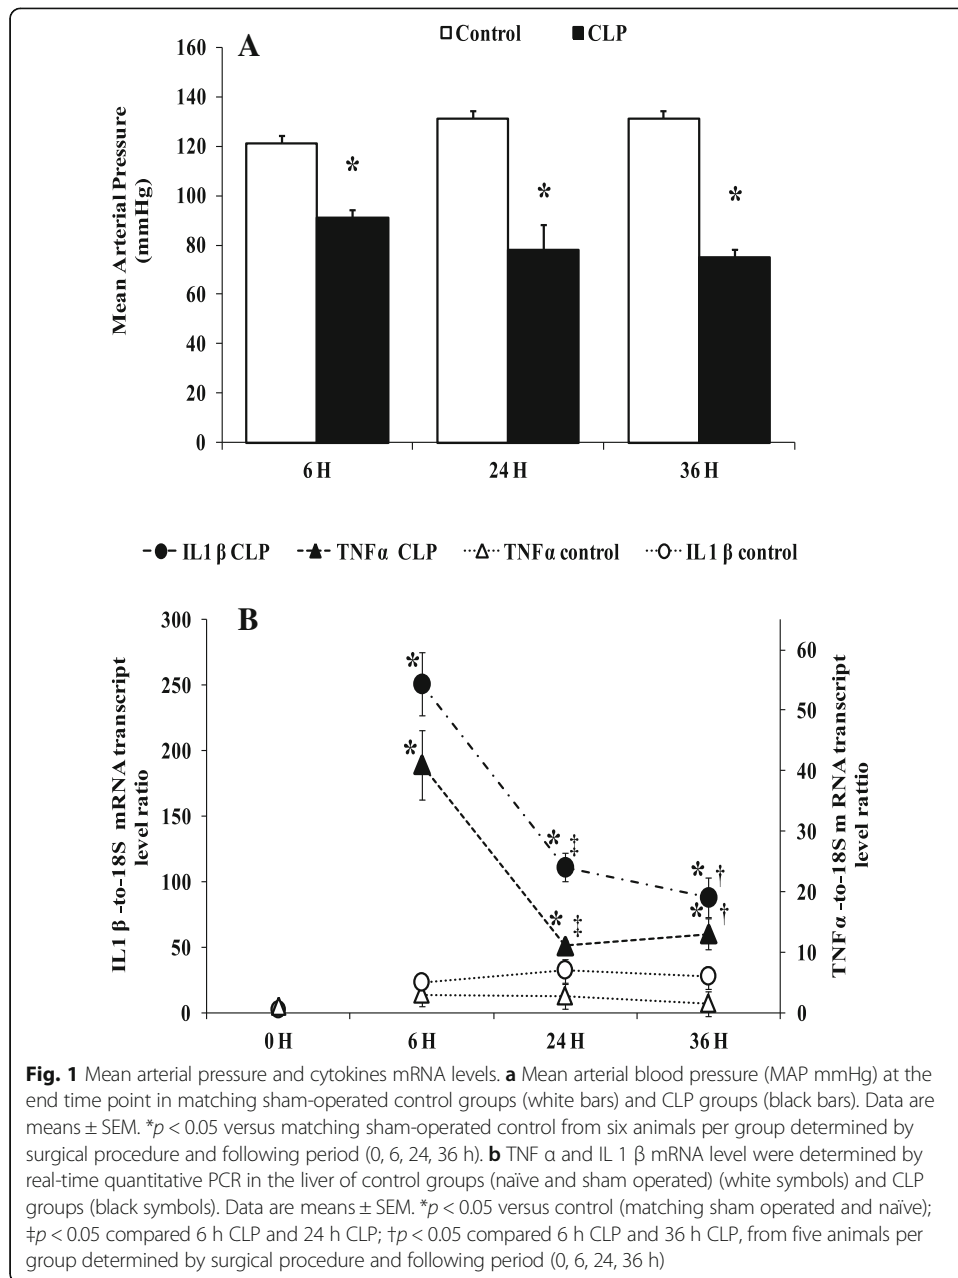 Control CLP
A
160
140
120
100
80
60
40
20
0
Mean Arterial Pressure
(mmHg)
*
*
*
6 H 24 H 36 H
IL1 β CLP TNFα CLP TNFα control IL 1 β control
B
300
250
200
150
100
50
0
IL1 β -to-18S mRNA transcript
level ratio
60
50
40
30
20
10
0
TNFα -to-18S m RNA transcript
level rattio
*
*
* ‡
* ‡
* †
* †
0 H 6 H 24 H 36 H
Fig. 1 Mean arterial pressure and cytokines mRNA levels. a Mean arterial blood pressure (MAP mmHg) at the
end time point in matching sham-operated control groups (white bars) and CLP groups (black bars). Data are
means ± SEM. *p < 0.05 versus matching sham-operated control from six animals per group determined by
surgical procedure and following period (0, 6, 24, 36 h). b TNF α and IL 1 β mRNA level were determined by
real-time quantitative PCR in the liver of control groups (naïve and sham operated) (white symbols) and CLP
groups (black symbols). Data are means ± SEM. *p < 0.05 versus control (matching sham operated and naïve);
‡p < 0.05 compared 6 h CLP and 24 h CLP; †p < 0.05 compared 6 h CLP and 36 h CLP, from five animals per
group determined by surgical procedure and following period (0, 6, 24, 36 h)